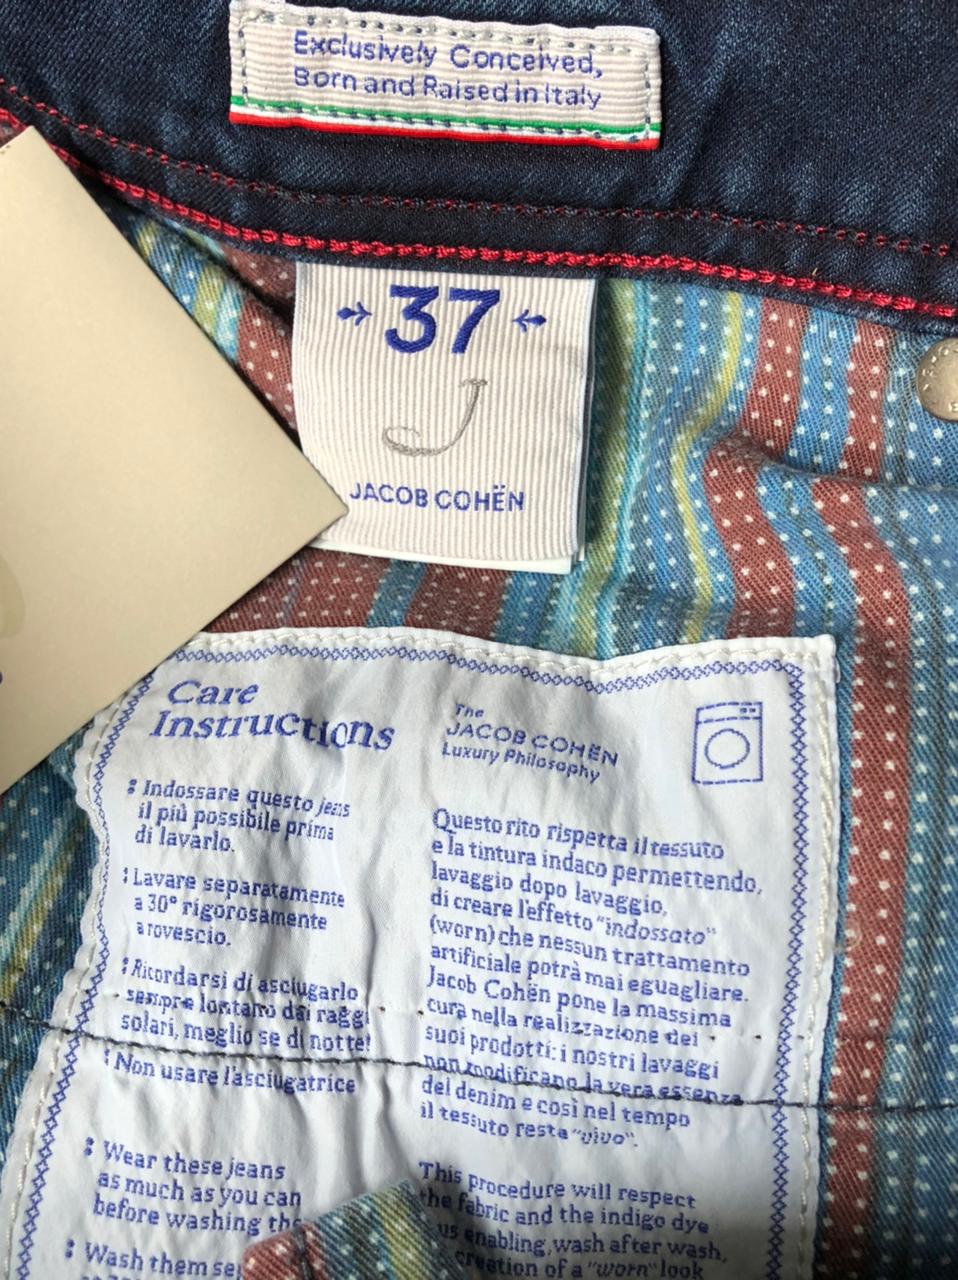 Exclusively Conceived,
Born and Raised in Italy
37
J
JACOB COHËN
Care
Instructions
The
JACOB COHËN
Luxury Philosophy
Indossare questo jeans
il più possibile prima
di lavarlo.
Lavare separatamente
a 30° rigorosamente
a rovescio.
Ricordarsi di asciugarlo
sempre lontano dai raggi
solari, meglio se di notte!
Non usare l'asciugatrice
Wear these jeans
as much as you can
before washing the
Wash them se
Questo rito rispetta il tessuto
e la tintura indaco permettendo,
lavaggio dopo lavaggio,
di creare l'effetto "indossato"
(worn) che nessun trattamento
artificiale potrà mai eguagliare.
Jacob Cohën pone la massima
cura nella realizzazione dei
suoi prodotti: i nostri lavaggi
non modificano la vera essenza
del denim e così nel tempo
il tessuto resta "vivo".
This procedure will respect
the fabric and the indigo dye
us enabling, wash after wash,
creation of a "worn" look